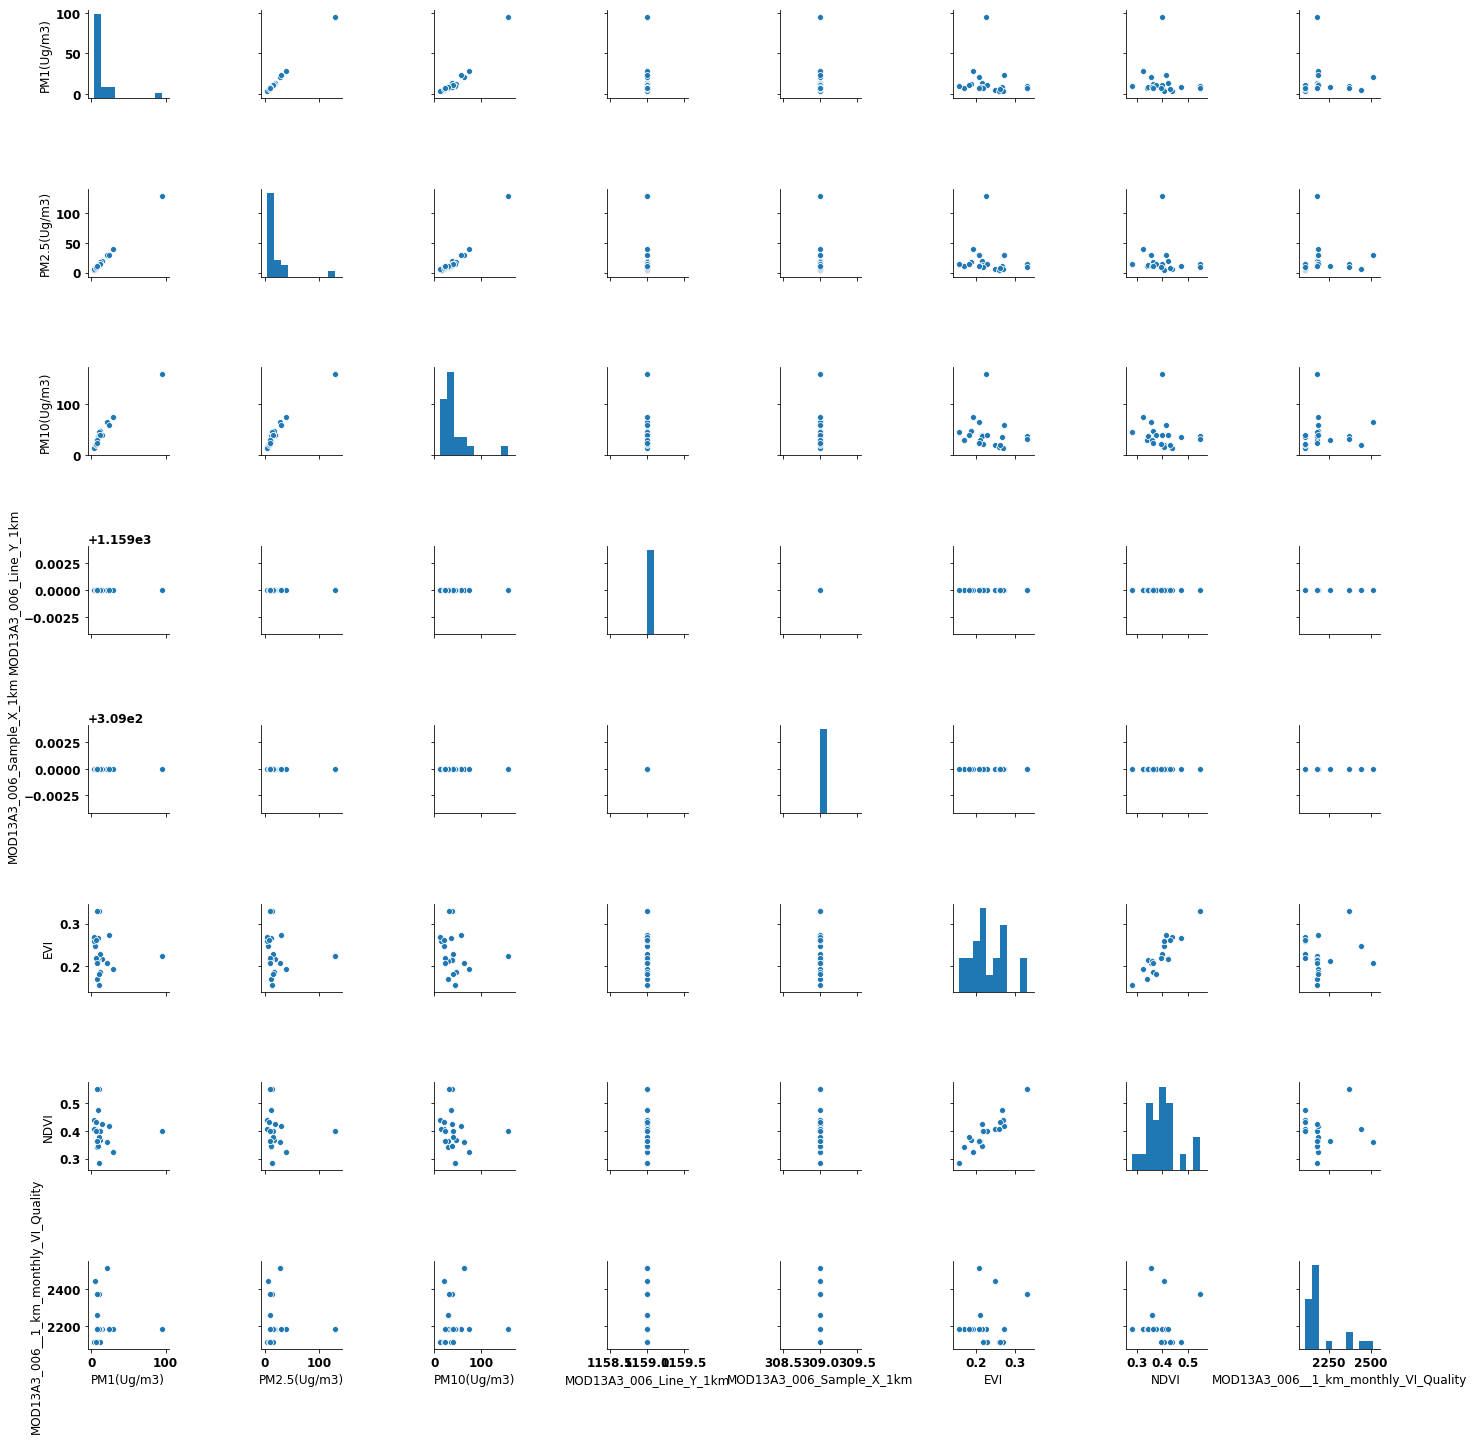 PM1(Ug/m3)
100
50
0
PM2.5(Ug/m3)
100
50
0
PM10(Ug/m3)
100
0
MOD13A3_006_Line_Y_1km
+1.159e3
0.0025
0.0000
−0.0025
MOD13A3_006_Sample_X_1km
+3.09e2
0.0025
0.0000
−0.0025
EVI
0.3
0.2
NDVI
0.5
0.4
0.3
MOD13A3_006__1_km_monthly_VI_Quality
2400
2200
0 100
0 100
0 100
1158.5 1159.0 1159.5
308.5 309.0 309.5
0.2 0.3
0.3 0.4 0.5
2250 2500
PM1(Ug/m3)
PM2.5(Ug/m3)
PM10(Ug/m3)
MOD13A3_006_Line_Y_1km
MOD13A3_006_Sample_X_1km
EVI
NDVI
MOD13A3_006__1_km_monthly_VI_Quality